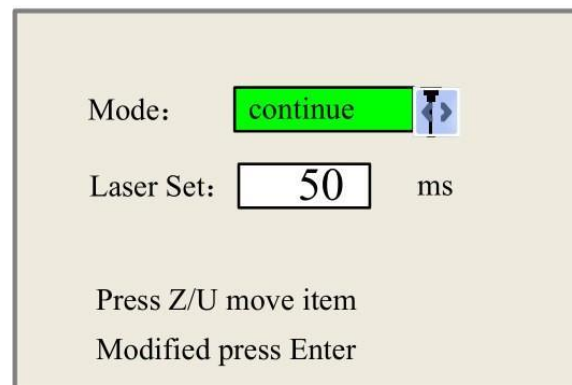 Mode： continue
Laser Set： 50 ms
Press Z/U move item
Modified press Enter